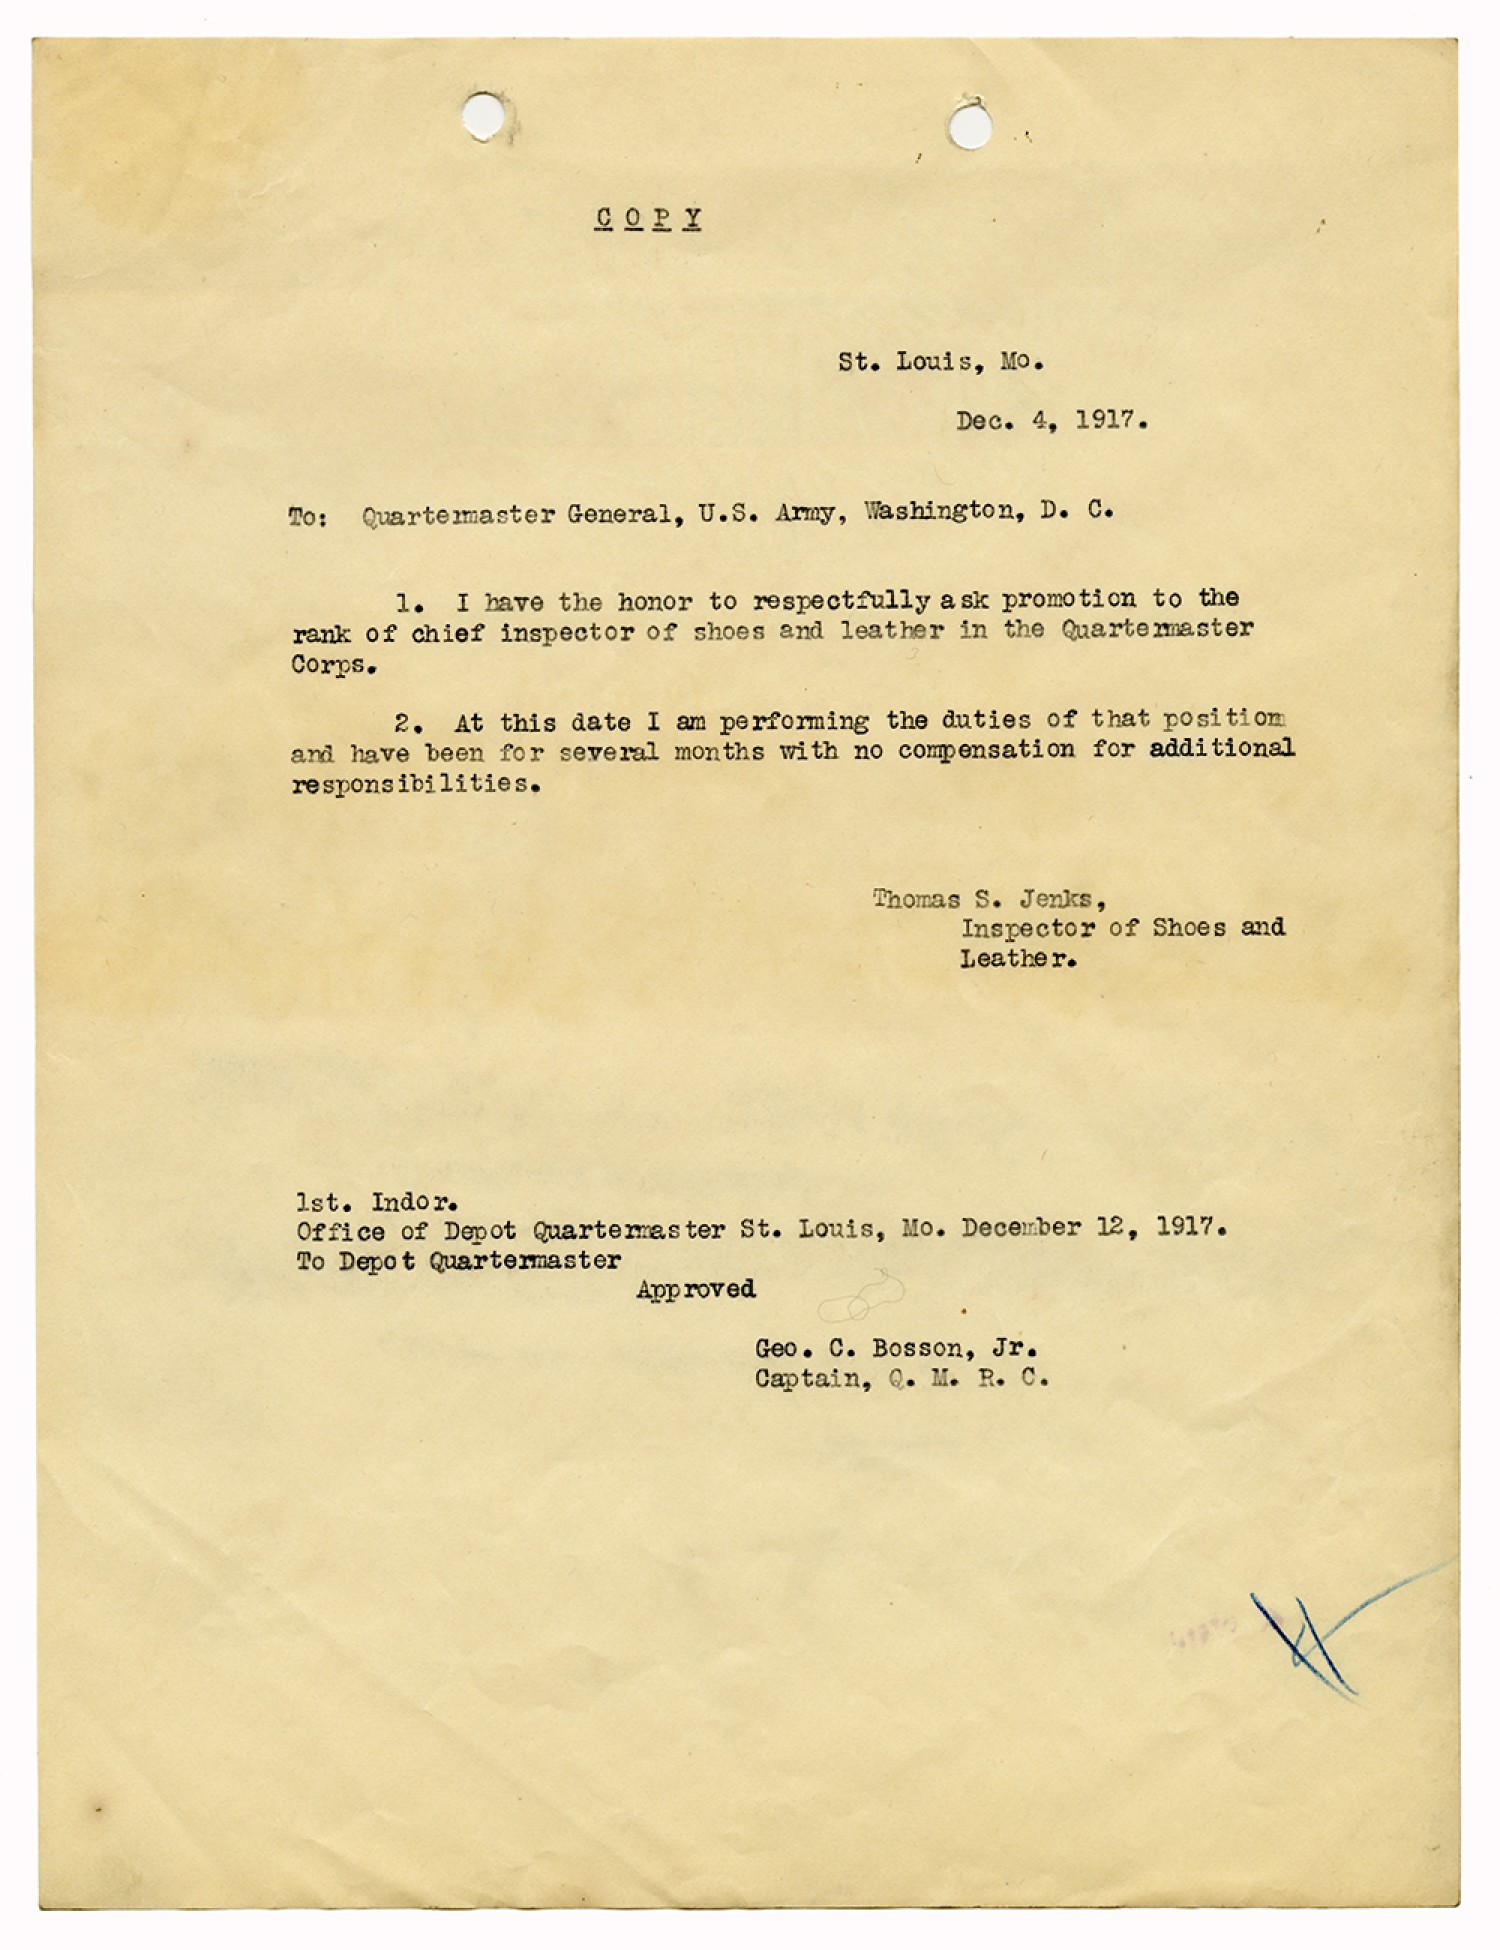 COPY
St. Louis, Mo.
Dec. 4, 1917.
To: Quartermaster General, U.S. Army, Washington, D. C.
1. I have the honor to respectfully ask promotion to the
rank of chief inspector of shoes and leather in the Quartermaster
Corps.
2. At this date I am performing the duties of that position
and have been for several months with no compensation for additional
responsibilities.
Thomas S. Jenks,
Inspector of Shoes and
Leather.
1st. Indor.
Office of Depot Quartermaster St. Louis, Mo. December 12, 1917.
To Depot Quartermaster
Approved
Geo. C. Bosson, Jr.
Captain, Q. M. R. C.